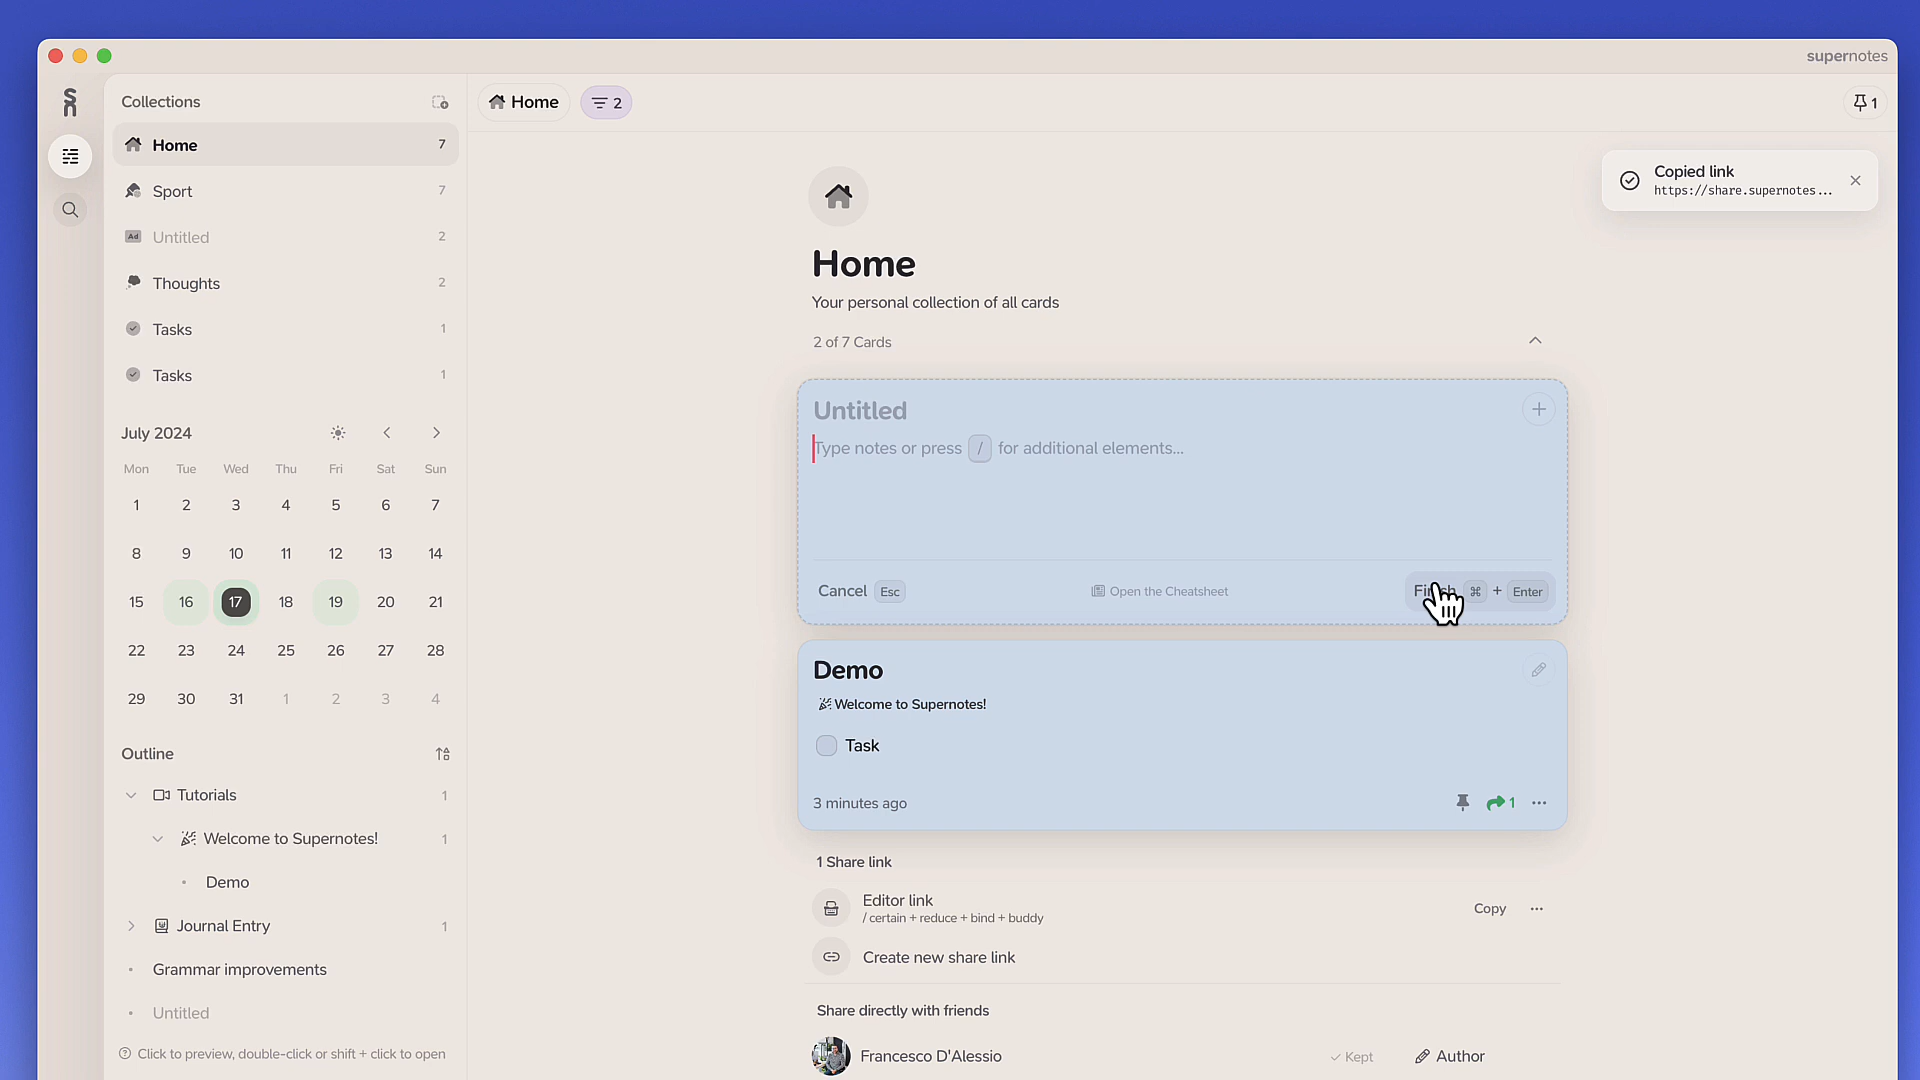 supernotes
Collections
Home 7
Sport 7
Ad Untitled 2
Thoughts 2
Tasks 1
Tasks 1
July 2024
Mon Tue Wed Thu Fri Sat Sun
1 2 3 4 5 6 7
8 9 10 11 12 13 14
15 16 17 18 19 20 21
22 23 24 25 26 27 28
29 30 31 1 2 3 4
Outline
Tutorials 1
Welcome to Supernotes! 1
Demo
Journal Entry 1
Grammar improvements
Untitled
Click to preview, double-click or shift + click to open
Home 2
1
Copied link
https://share.supernotes...
Home
Your personal collection of all cards
2 of 7 Cards
Untitled
Type notes or press / for additional elements...
Cancel Esc Open the Cheatsheet ⌘ + Enter
Demo
🎉 Welcome to Supernotes!
Task
3 minutes ago 1
1 Share link
Editor link
/ certain + reduce + bind + buddy
Copy
Create new share link
Share directly with friends
Francesco D'Alessio Kept Author